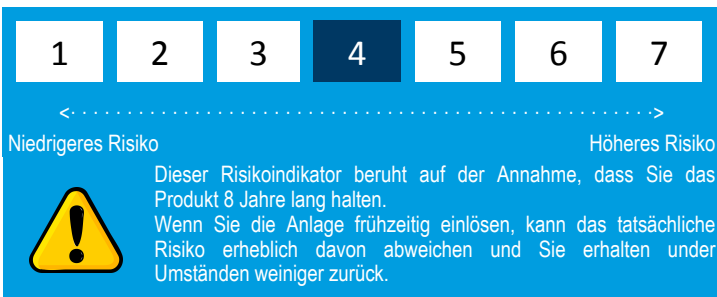 1 2 3 4 5 6 7
<· · · · · · · · · · · · · · · · · · · · · · · · · · · · · · · · · · · · · · · · · · · · · · · · · · · ·>
Niedrigeres Risiko Höheres Risiko
Dieser Risikoindikator beruht auf der Annahme, dass Sie das
Produkt 8 Jahre lang halten.
Wenn Sie die Anlage frühzeitig einlösen, kann das tatsächliche
Risiko erheblich davon abweichen und Sie erhalten under
Umständen weiniger zurück.
!